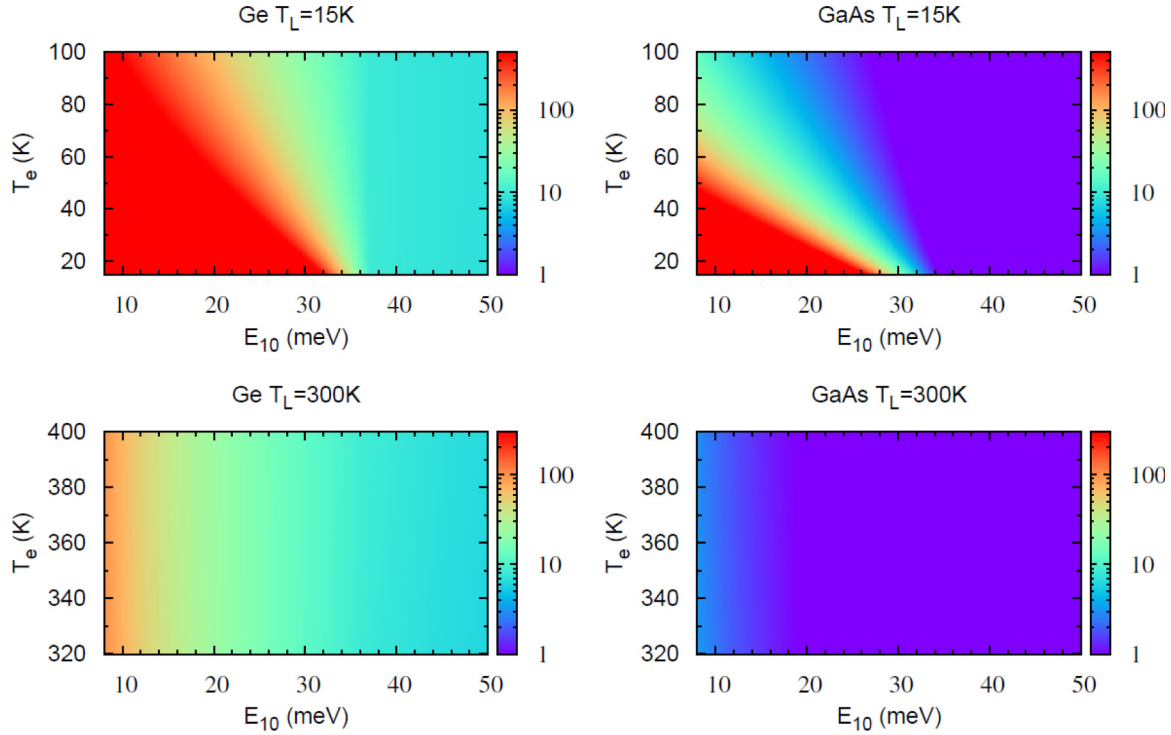 Ge T_L=15K
100
80
60
40
20
T_e (K)
10 20 30 40 50
E_10 (meV)
100
10
1
GaAs T_L=15K
100
80
60
40
20
T_e (K)
10 20 30 40 50
E_10 (meV)
100
10
1
Ge T_L=300K
400
380
360
340
320
T_e (K)
10 20 30 40 50
E_10 (meV)
100
10
1
GaAs T_L=300K
400
380
360
340
320
T_e (K)
10 20 30 40 50
E_10 (meV)
100
10
1